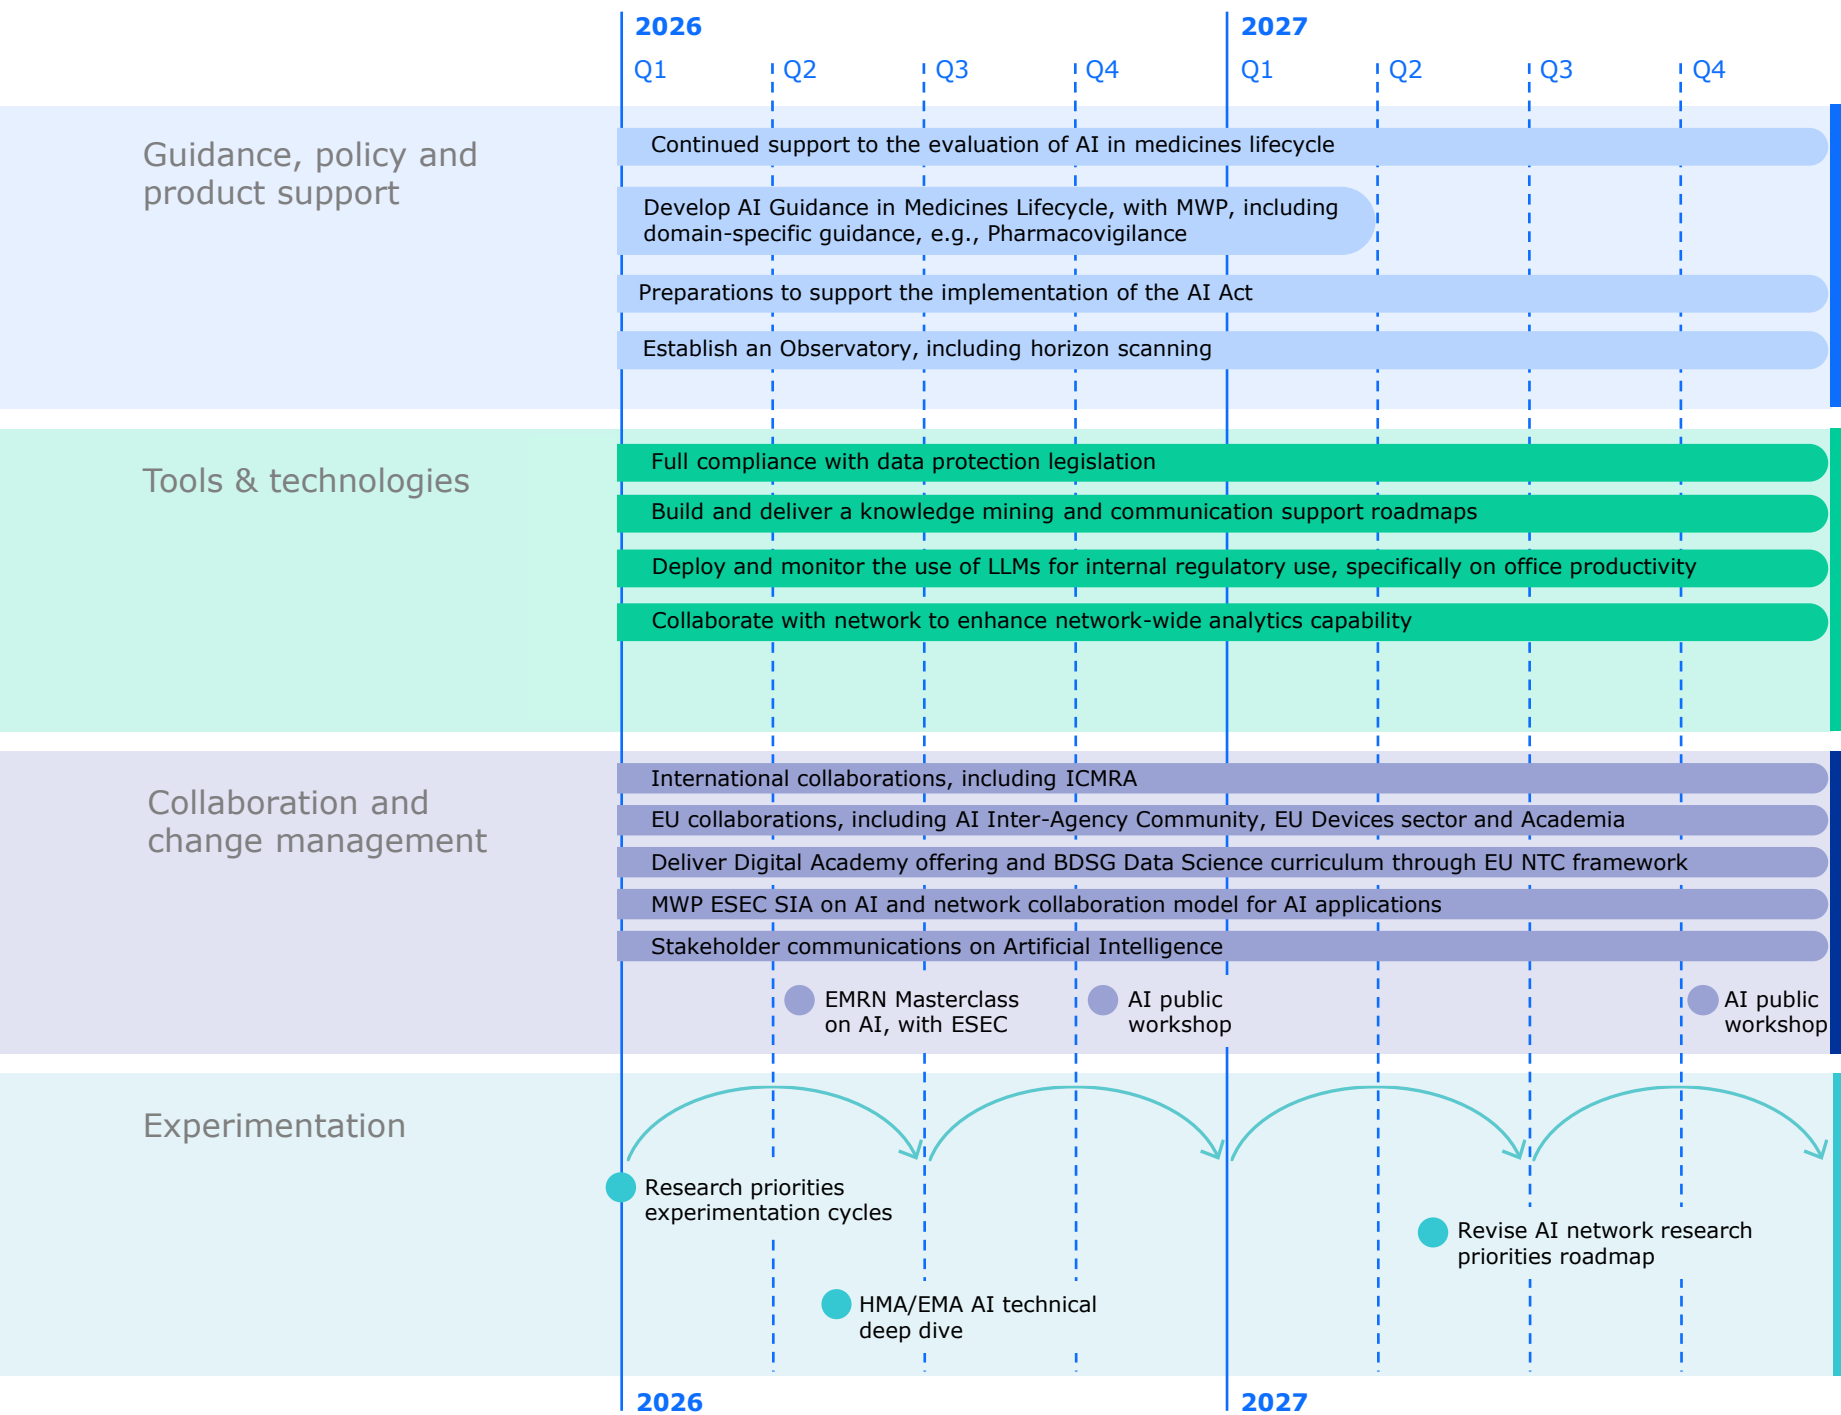 2026
2027
Q1
Q2
Q3
Q4
Q1
Q2
Q3
Q4
Guidance, policy and
product support
Continued support to the evaluation of AI in medicines lifecycle
Develop AI Guidance in Medicines Lifecycle, with MWP, including
domain-specific guidance, e.g., Pharmacovigilance
Preparations to support the implementation of the AI Act
Establish an Observatory, including horizon scanning
Tools & technologies
Full compliance with data protection legislation
Build and deliver a knowledge mining and communication support roadmaps
Deploy and monitor the use of LLMs for internal regulatory use, specifically on office productivity
Collaborate with network to enhance network-wide analytics capability
Collaboration and
change management
International collaborations, including ICMRA
EU collaborations, including AI Inter-Agency Community, EU Devices sector and Academia
Deliver Digital Academy offering and BDSG Data Science curriculum through EU NTC framework
MWP ESEC SIA on AI and network collaboration model for AI applications
Stakeholder communications on Artificial Intelligence
EMRN Masterclass
on AI, with ESEC
AI public
workshop
AI public
workshop
Experimentation
Research priorities
experimentation cycles
Revise AI network research
priorities roadmap
HMA/EMA AI technical
deep dive
2026
2027